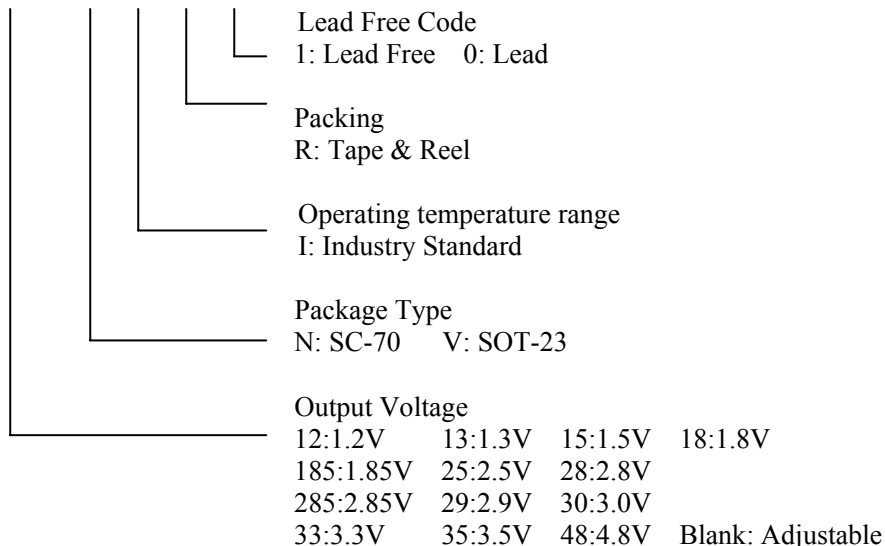 Lead Free Code
1: Lead Free 0: Lead
Packing
R: Tape & Reel
Operating temperature range
I: Industry Standard
Package Type
N: SC-70 V: SOT-23
Output Voltage
12:1.2V 13:1.3V 15:1.5V 18:1.8V
185:1.85V 25:2.5V 28:2.8V
285:2.85V 29:2.9V 30:3.0V
33:3.3V 35:3.5V 48:4.8V Blank: Adjustable